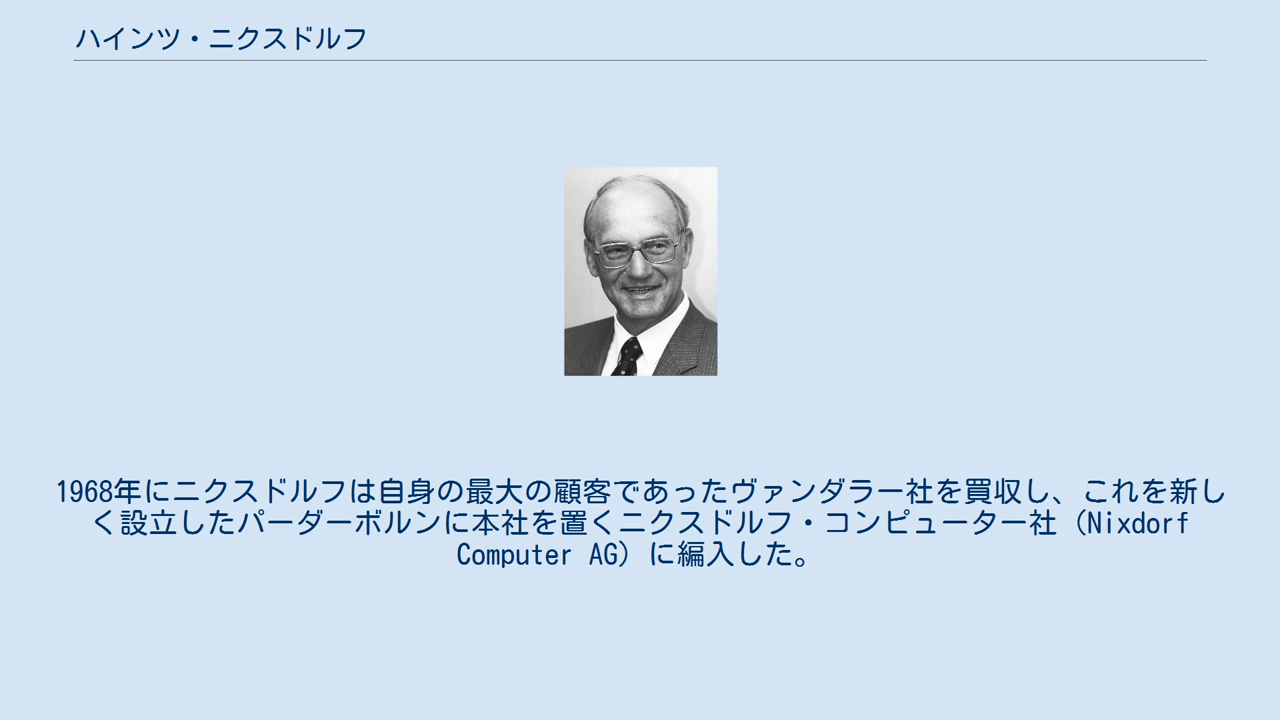 ハインツ・ニクスドルフ
1968年にニクスドルフは自身の最大の顧客であったヴァンダラー社を買収し、これを新し
く設立したパーダーボルンに本社を置くニクスドルフ・コンピューター社（Nixdorf
Computer AG）に編入した。